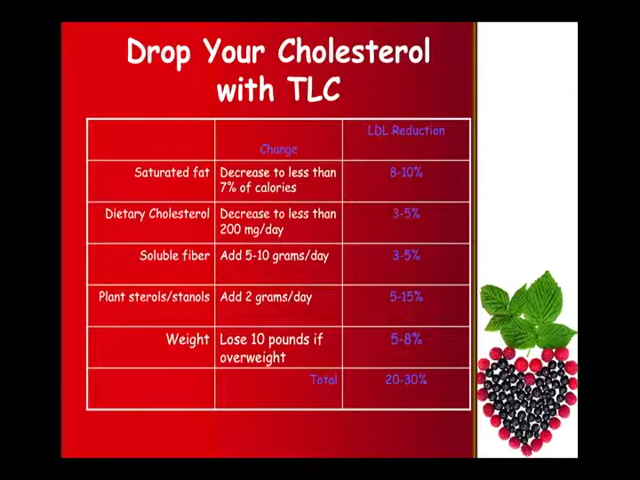 Drop Your Cholesterol
with TLC
Change
LDL Reduction
Saturated fat
Decrease to less than
7% of calories
8-10%
Dietary Cholesterol
Decrease to less than
200 mg/day
3-5%
Soluble fiber
Add 5-10 grams/day
3-5%
Plant sterols/stanols
Add 2 grams/day
5-15%
Weight
Lose 10 pounds if
overweight
5-8%
Total
20-30%